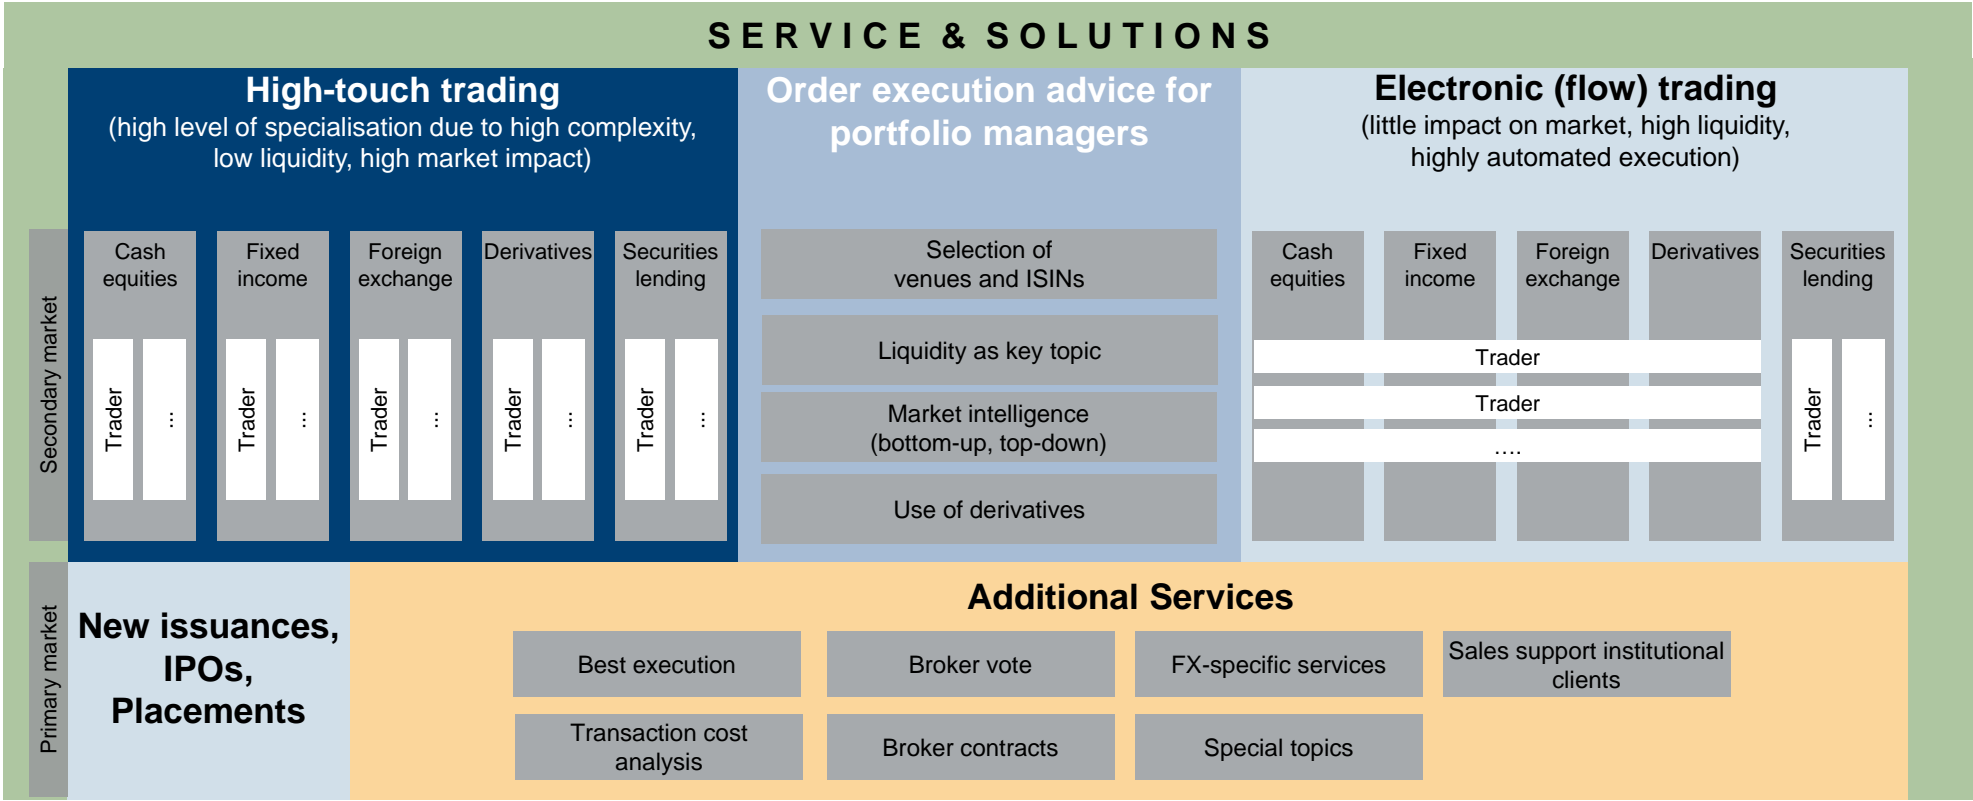 SERVICE & SOLUTIONS
High-touch trading
(high level of specialisation due to high complexity,
low liquidity, high market impact)
Order execution advice for
portfolio managers
Electronic (flow) trading
(little impact on market, high liquidity,
highly automated execution)
Secondary market
Cash
equities
Trader
...
Fixed
income
Trader
...
Foreign
exchange
Trader
...
Derivatives
Trader
...
Securities
lending
Trader
...
Selection of
venues and ISINs
Liquidity as key topic
Market intelligence
(bottom-up, top-down)
Use of derivatives
Cash
equities
Fixed
income
Foreign
exchange
Derivatives
Trader
Trader
....
Securities
lending
Trader
...
Primary market
New issuances,
IPOs,
Placements
Additional Services
Best execution
Broker vote
FX-specific services
Sales support institutional
clients
Transaction cost
analysis
Broker contracts
Special topics